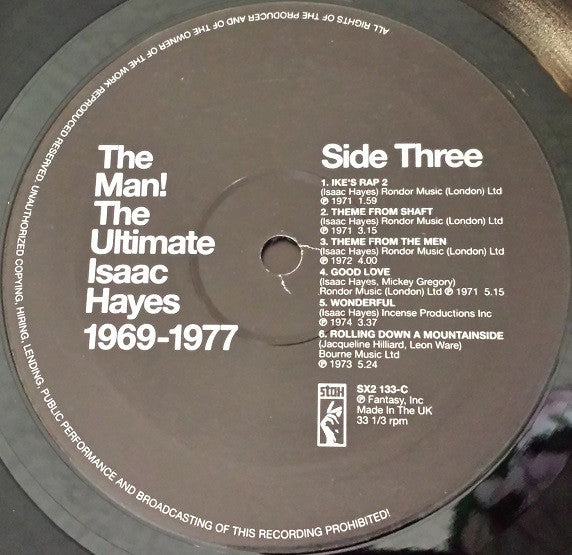 ALL RIGHTS OF THE PRODUCER AND OF THE OWNER OF THE WORK REPRODUCED RESERVED. UNAUTHORIZED COPYING, HIRING, LENDING, PUBLIC PERFORMANCE AND BROADCASTING OF THIS RECORDING PROHIBITED!
The
Man!
The
Ultimate
Isaac
Hayes
1969-1977
Side Three
1. IKE'S RAP 2
(Isaac Hayes) Rondor Music (London) Ltd
℗ 1971 1.59
2. THEME FROM SHAFT
(Isaac Hayes) Rondor Music (London) Ltd
℗ 1971 3.15
3. THEME FROM THE MEN
(Isaac Hayes) Rondor Music (London) Ltd
℗ 1972 4.00
4. GOOD LOVE
(Isaac Hayes, Mickey Gregory)
Rondor Music (London) Ltd ℗ 1971 5.15
5. WONDERFUL
(Isaac Hayes) Incense Productions Inc
℗ 1974 3.37
6. ROLLING DOWN A MOUNTAINSIDE
(Jacqueline Hilliard, Leon Ware)
Bourne Music Ltd
℗ 1973 5.24
stax
SX2 133-C
℗ Fantasy, Inc
Made In The UK
33 1/3 rpm